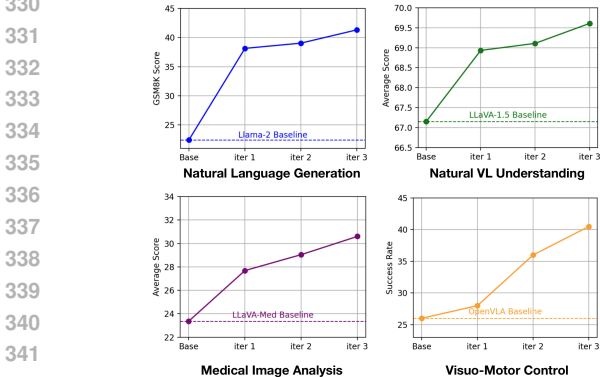 330
331
332
333
334
335
336
337
338
339
340
341
45
40
35
30
25
GSM8K Score
Llama-2 Baseline
Base iter 1 iter 2 iter 3
Natural Language Generation
70.0
69.5
69.0
68.5
68.0
67.5
67.0
66.5
Average Score
LLaVA-1.5 Baseline
Base iter 1 iter 2 iter 3
Natural VL Understanding
34
32
30
28
26
24
22
Average Score
LLaVA-Med Baseline
Base iter 1 iter 2 iter 3
Medical Image Analysis
45
40
35
30
25
Success Rate
OpenVLA Baseline
Base iter 1 iter 2 iter 3
Visuo-Motor Control